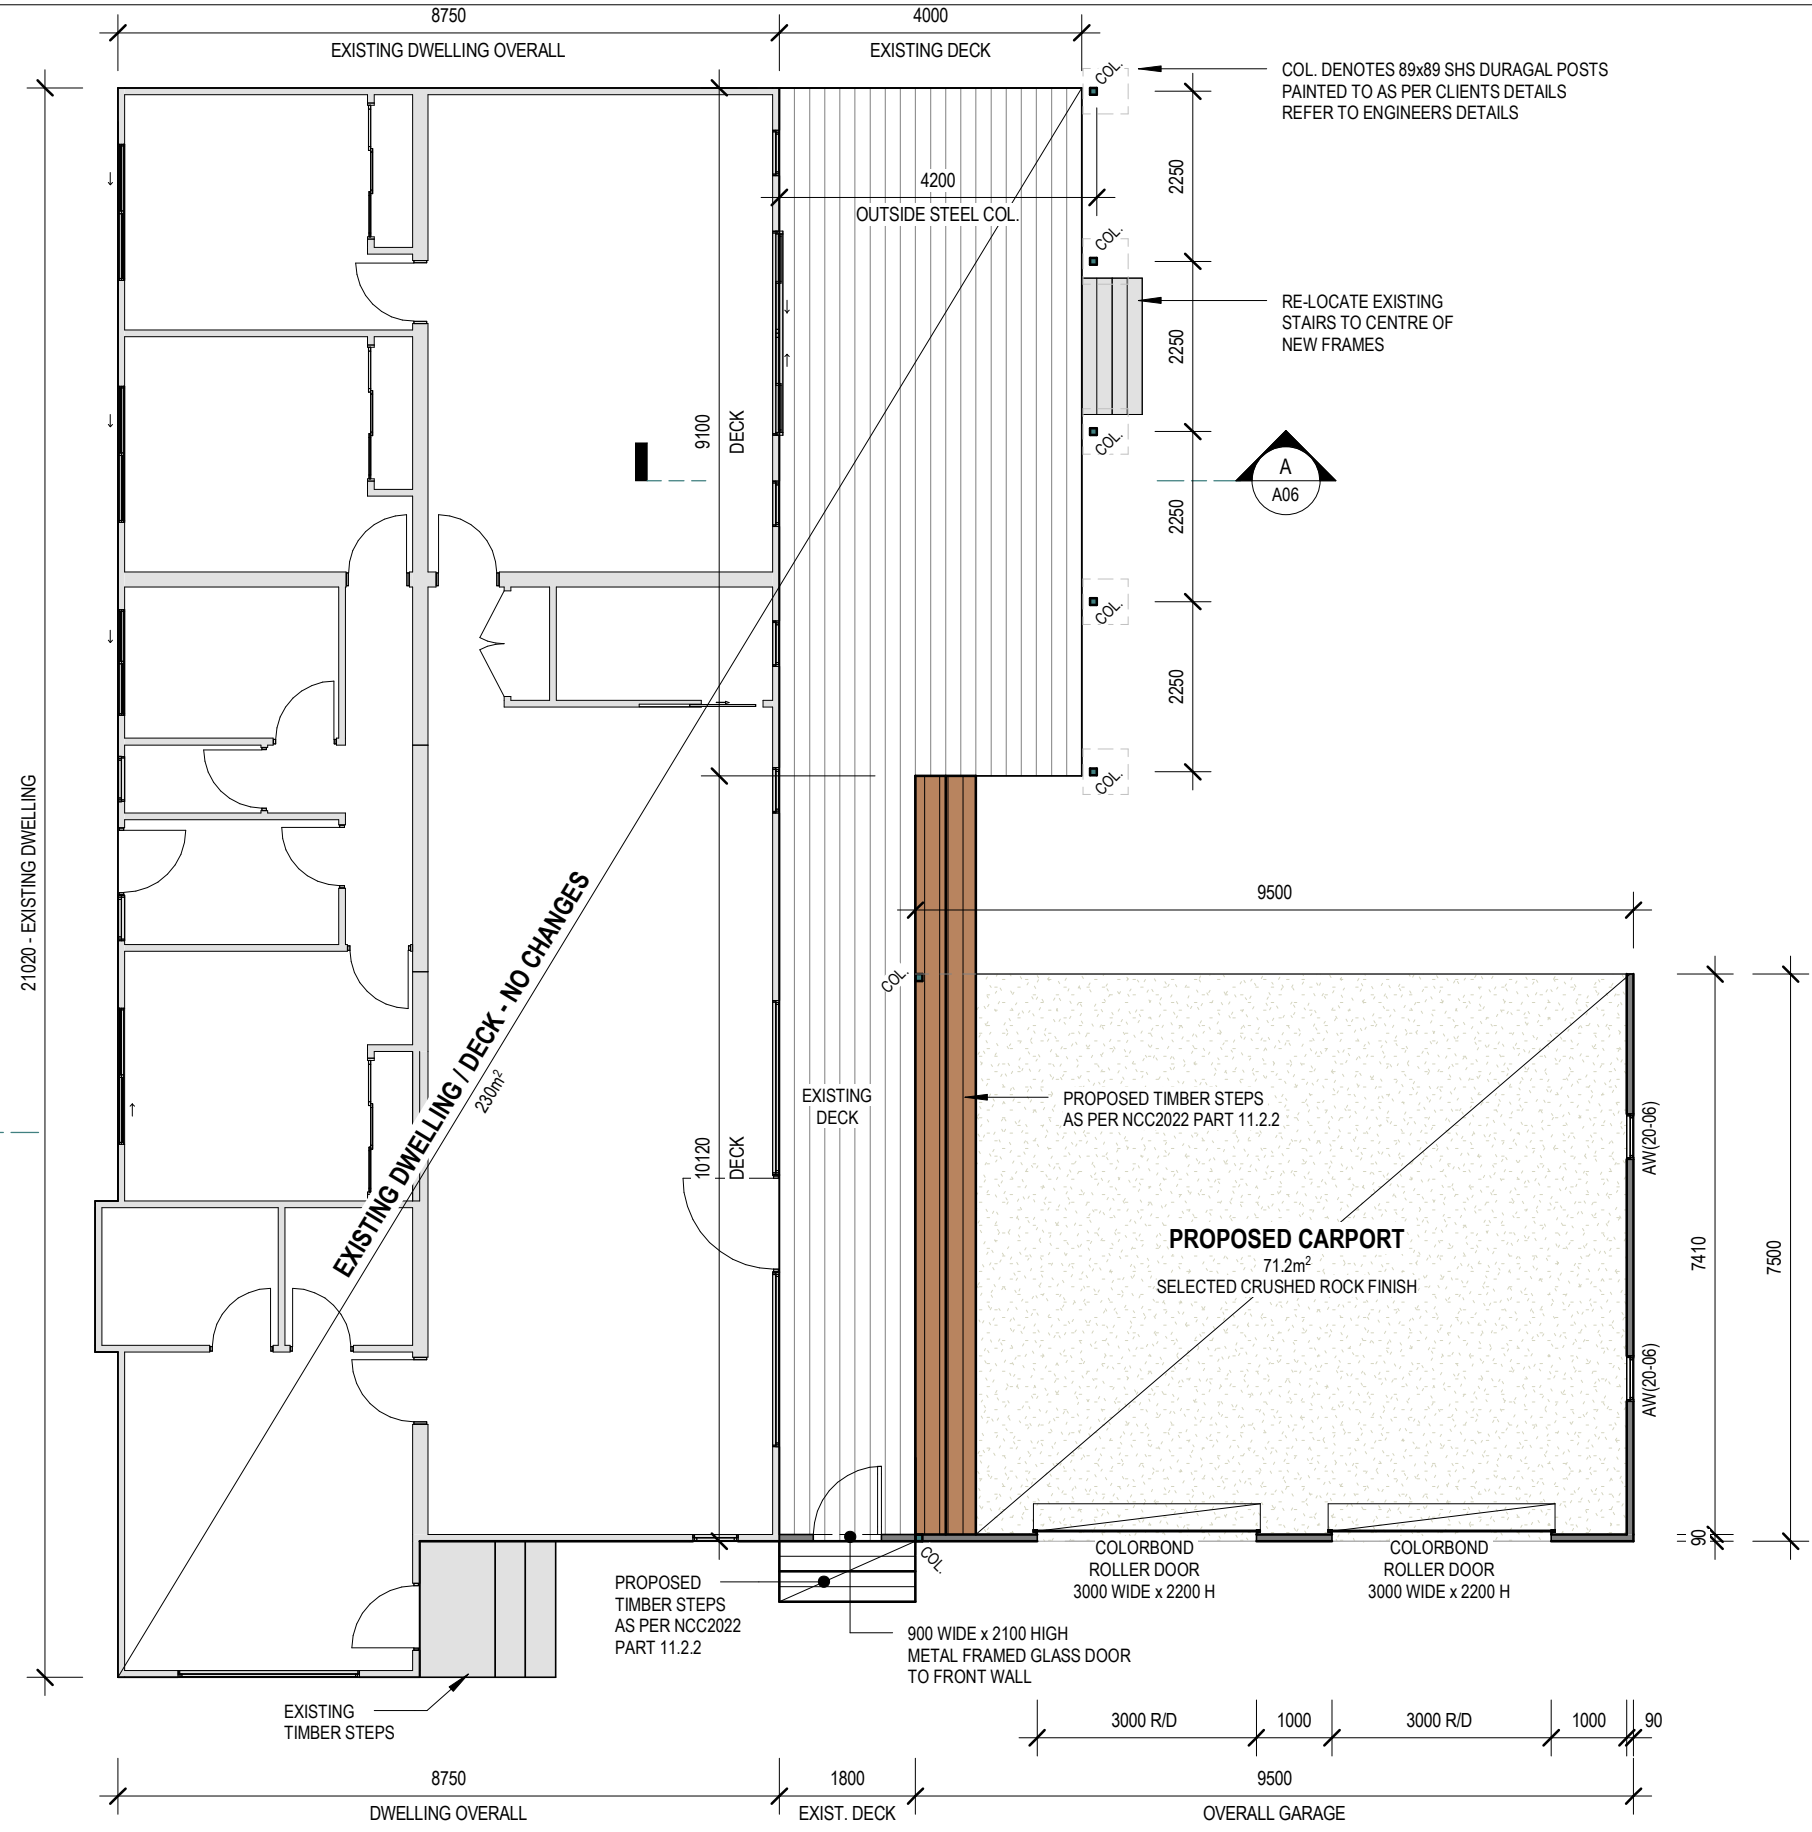 8750
4000
EXISTING DWELLING OVERALL
EXISTING DECK
COL.
COL. DENOTES 89x89 SHS DURAGAL POSTS
PAINTED TO AS PER CLIENTS DETAILS
REFER TO ENGINEERS DETAILS
2250
4200
OUTSIDE STEEL COL.
COL.
RE-LOCATE EXISTING
STAIRS TO CENTRE OF
NEW FRAMES
2250
9100
DECK
COL.
A
A06
2250
COL.
2250
COL.
21020 - EXISTING DWELLING
EXISTING DWELLING / DECK - NO CHANGES
230m²
9500
COL.
EXISTING
DECK
PROPOSED TIMBER STEPS
AS PER NCC2022 PART 11.2.2
AW(20-06)
10120
DECK
PROPOSED CARPORT
71.2m²
SELECTED CRUSHED ROCK FINISH
7410
7500
AW(20-06)
90
COL.
COLORBOND
ROLLER DOOR
3000 WIDE x 2200 H
COLORBOND
ROLLER DOOR
3000 WIDE x 2200 H
PROPOSED
TIMBER STEPS
AS PER NCC2022
PART 11.2.2
900 WIDE x 2100 HIGH
METAL FRAMED GLASS DOOR
TO FRONT WALL
EXISTING
TIMBER STEPS
3000 R/D
1000
3000 R/D
1000
90
8750
1800
9500
DWELLING OVERALL
EXIST. DECK
OVERALL GARAGE